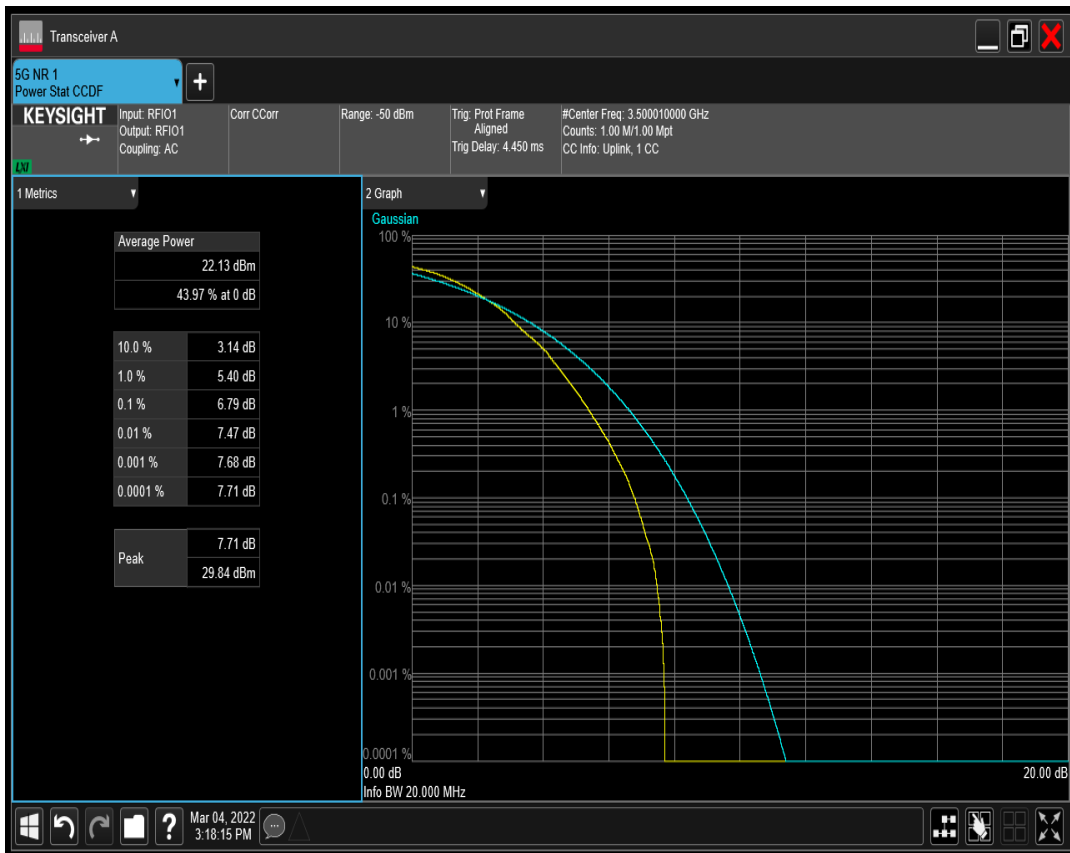 Transceiver A
5G NR 1
Power Stat CCDF
+
KEYSIGHT
LXI
Input: RFIO1
Output: RFIO1
Coupling: AC
Corr CCorr
Range: -50 dBm
Trig: Prot Frame
Aligned
Trig Delay: 4.450 ms
#Center Freq: 3.500010000 GHz
Counts: 1.00 M/1.00 Mpt
CC Info: Uplink, 1 CC
1 Metrics
Average Power
22.13 dBm
43.97 % at 0 dB
10.0 % 3.14 dB
1.0 % 5.40 dB
0.1 % 6.79 dB
0.01 % 7.47 dB
0.001 % 7.68 dB
0.0001 % 7.71 dB
Peak
7.71 dB
29.84 dBm
2 Graph
Gaussian
100 %
10 %
1 %
0.1 %
0.01 %
0.001 %
0.0001 %
0.00 dB 20.00 dB
Info BW 20.000 MHz
?
Mar 04, 2022
3:18:15 PM